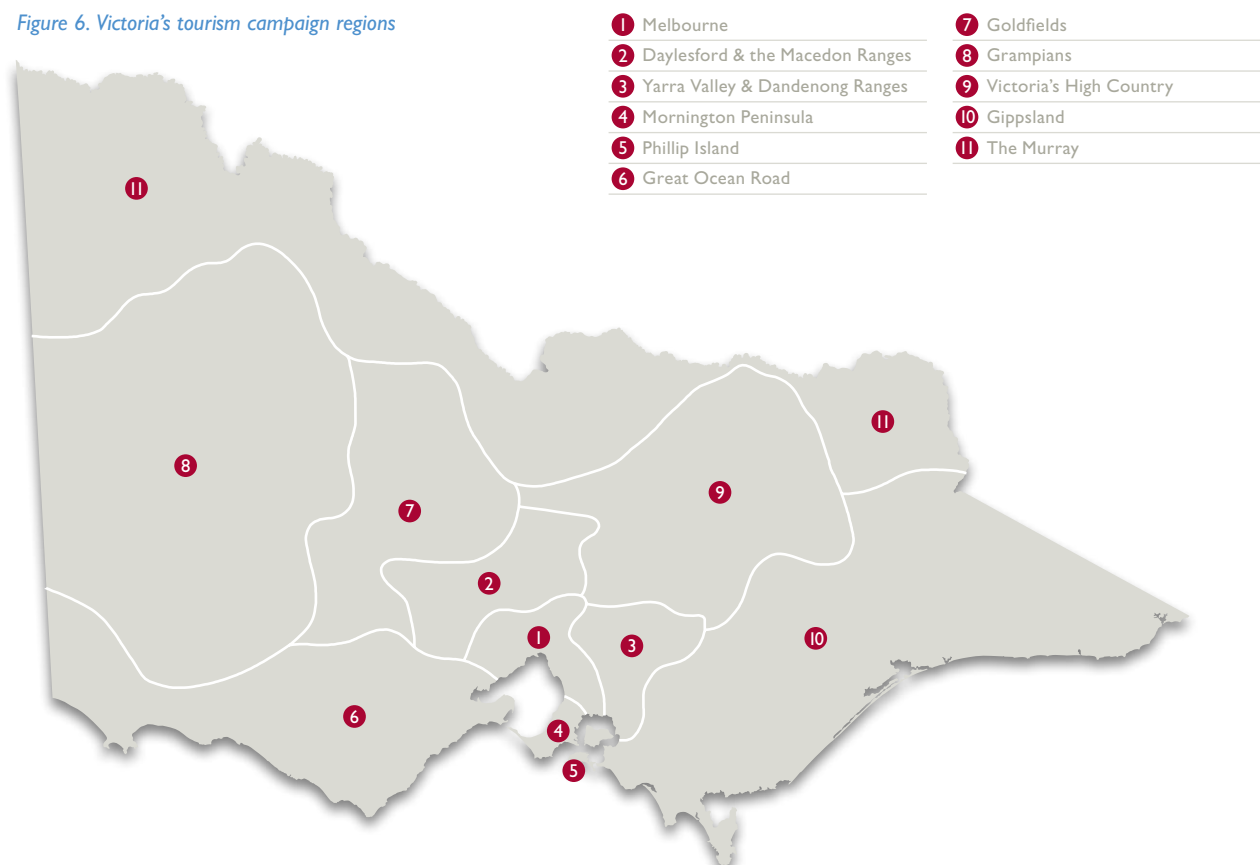 Figure 6. Victoria's tourism campaign regions
1 Melbourne
2 Daylesford & the Macedon Ranges
3 Yarra Valley & Dandenong Ranges
4 Mornington Peninsula
5 Phillip Island
6 Great Ocean Road
7 Goldfields
8 Grampians
9 Victoria's High Country
10 Gippsland
11 The Murray
11
11
8
9
7
2
1
3
10
6
4
5